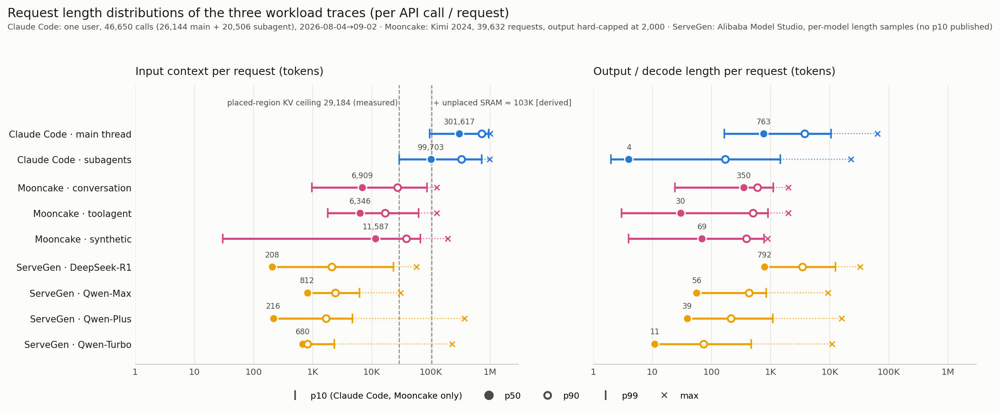 Request length distributions of the three workload traces (per API call / request)
Claude Code: one user, 46,650 calls (26,144 main + 20,506 subagent), 2026-08-04→09-02 · Mooncake: Kimi 2024, 39,632 requests, output hard-capped at 2,000 · ServeGen: Alibaba Model Studio, per-model length samples (no p10 published)
Input context per request (tokens)
placed-region KV ceiling 29,184 (measured)
+ unplaced SRAM ≈ 103K [derived]
Claude Code · main thread
301,617
Claude Code · subagents
99,703
Mooncake · conversation
6,909
Mooncake · toolagent
6,346
Mooncake · synthetic
11,587
ServeGen · DeepSeek-R1
208
ServeGen · Qwen-Max
812
ServeGen · Qwen-Plus
216
ServeGen · Qwen-Turbo
680
1 10 100 1K 10K 100K 1M
Output / decode length per request (tokens)
763
4
350
30
69
792
56
39
11
1 10 100 1K 10K 100K 1M
p10 (Claude Code, Mooncake only) p50 p90 p99 max